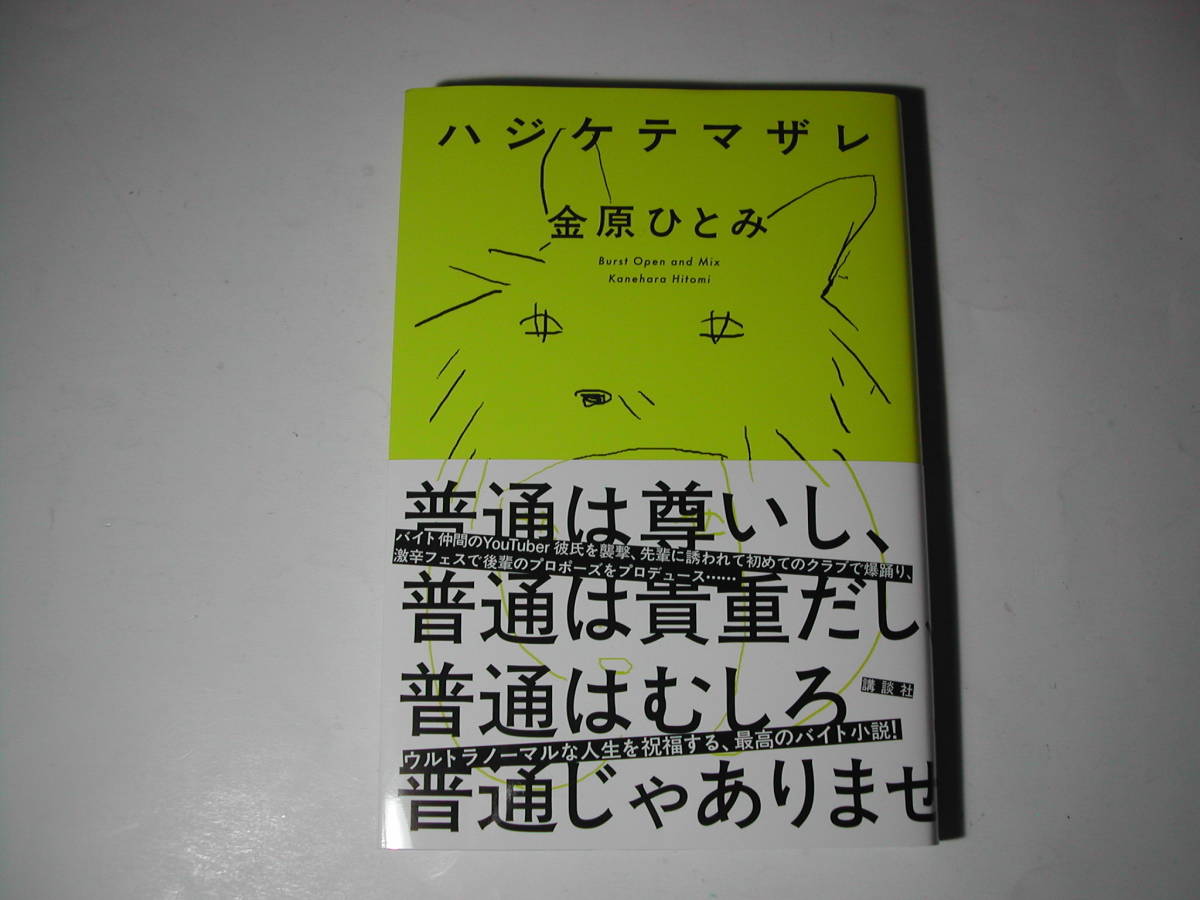 ハジケテマザレ
金原ひとみ
Burst Open and Mix
Kanehara Hitomi
普通は尊いし、
バイト仲間のYouTuber彼氏を襲撃、先輩に誘われて初めてのクラブで爆踊り、
激辛フェスで後輩のプロポーズをプロデュース……
普通は貴重だし、
普通はむしろ
講談社
ウルトラノーマルな人生を祝福する、最高のバイト小説!
普通じゃありませ